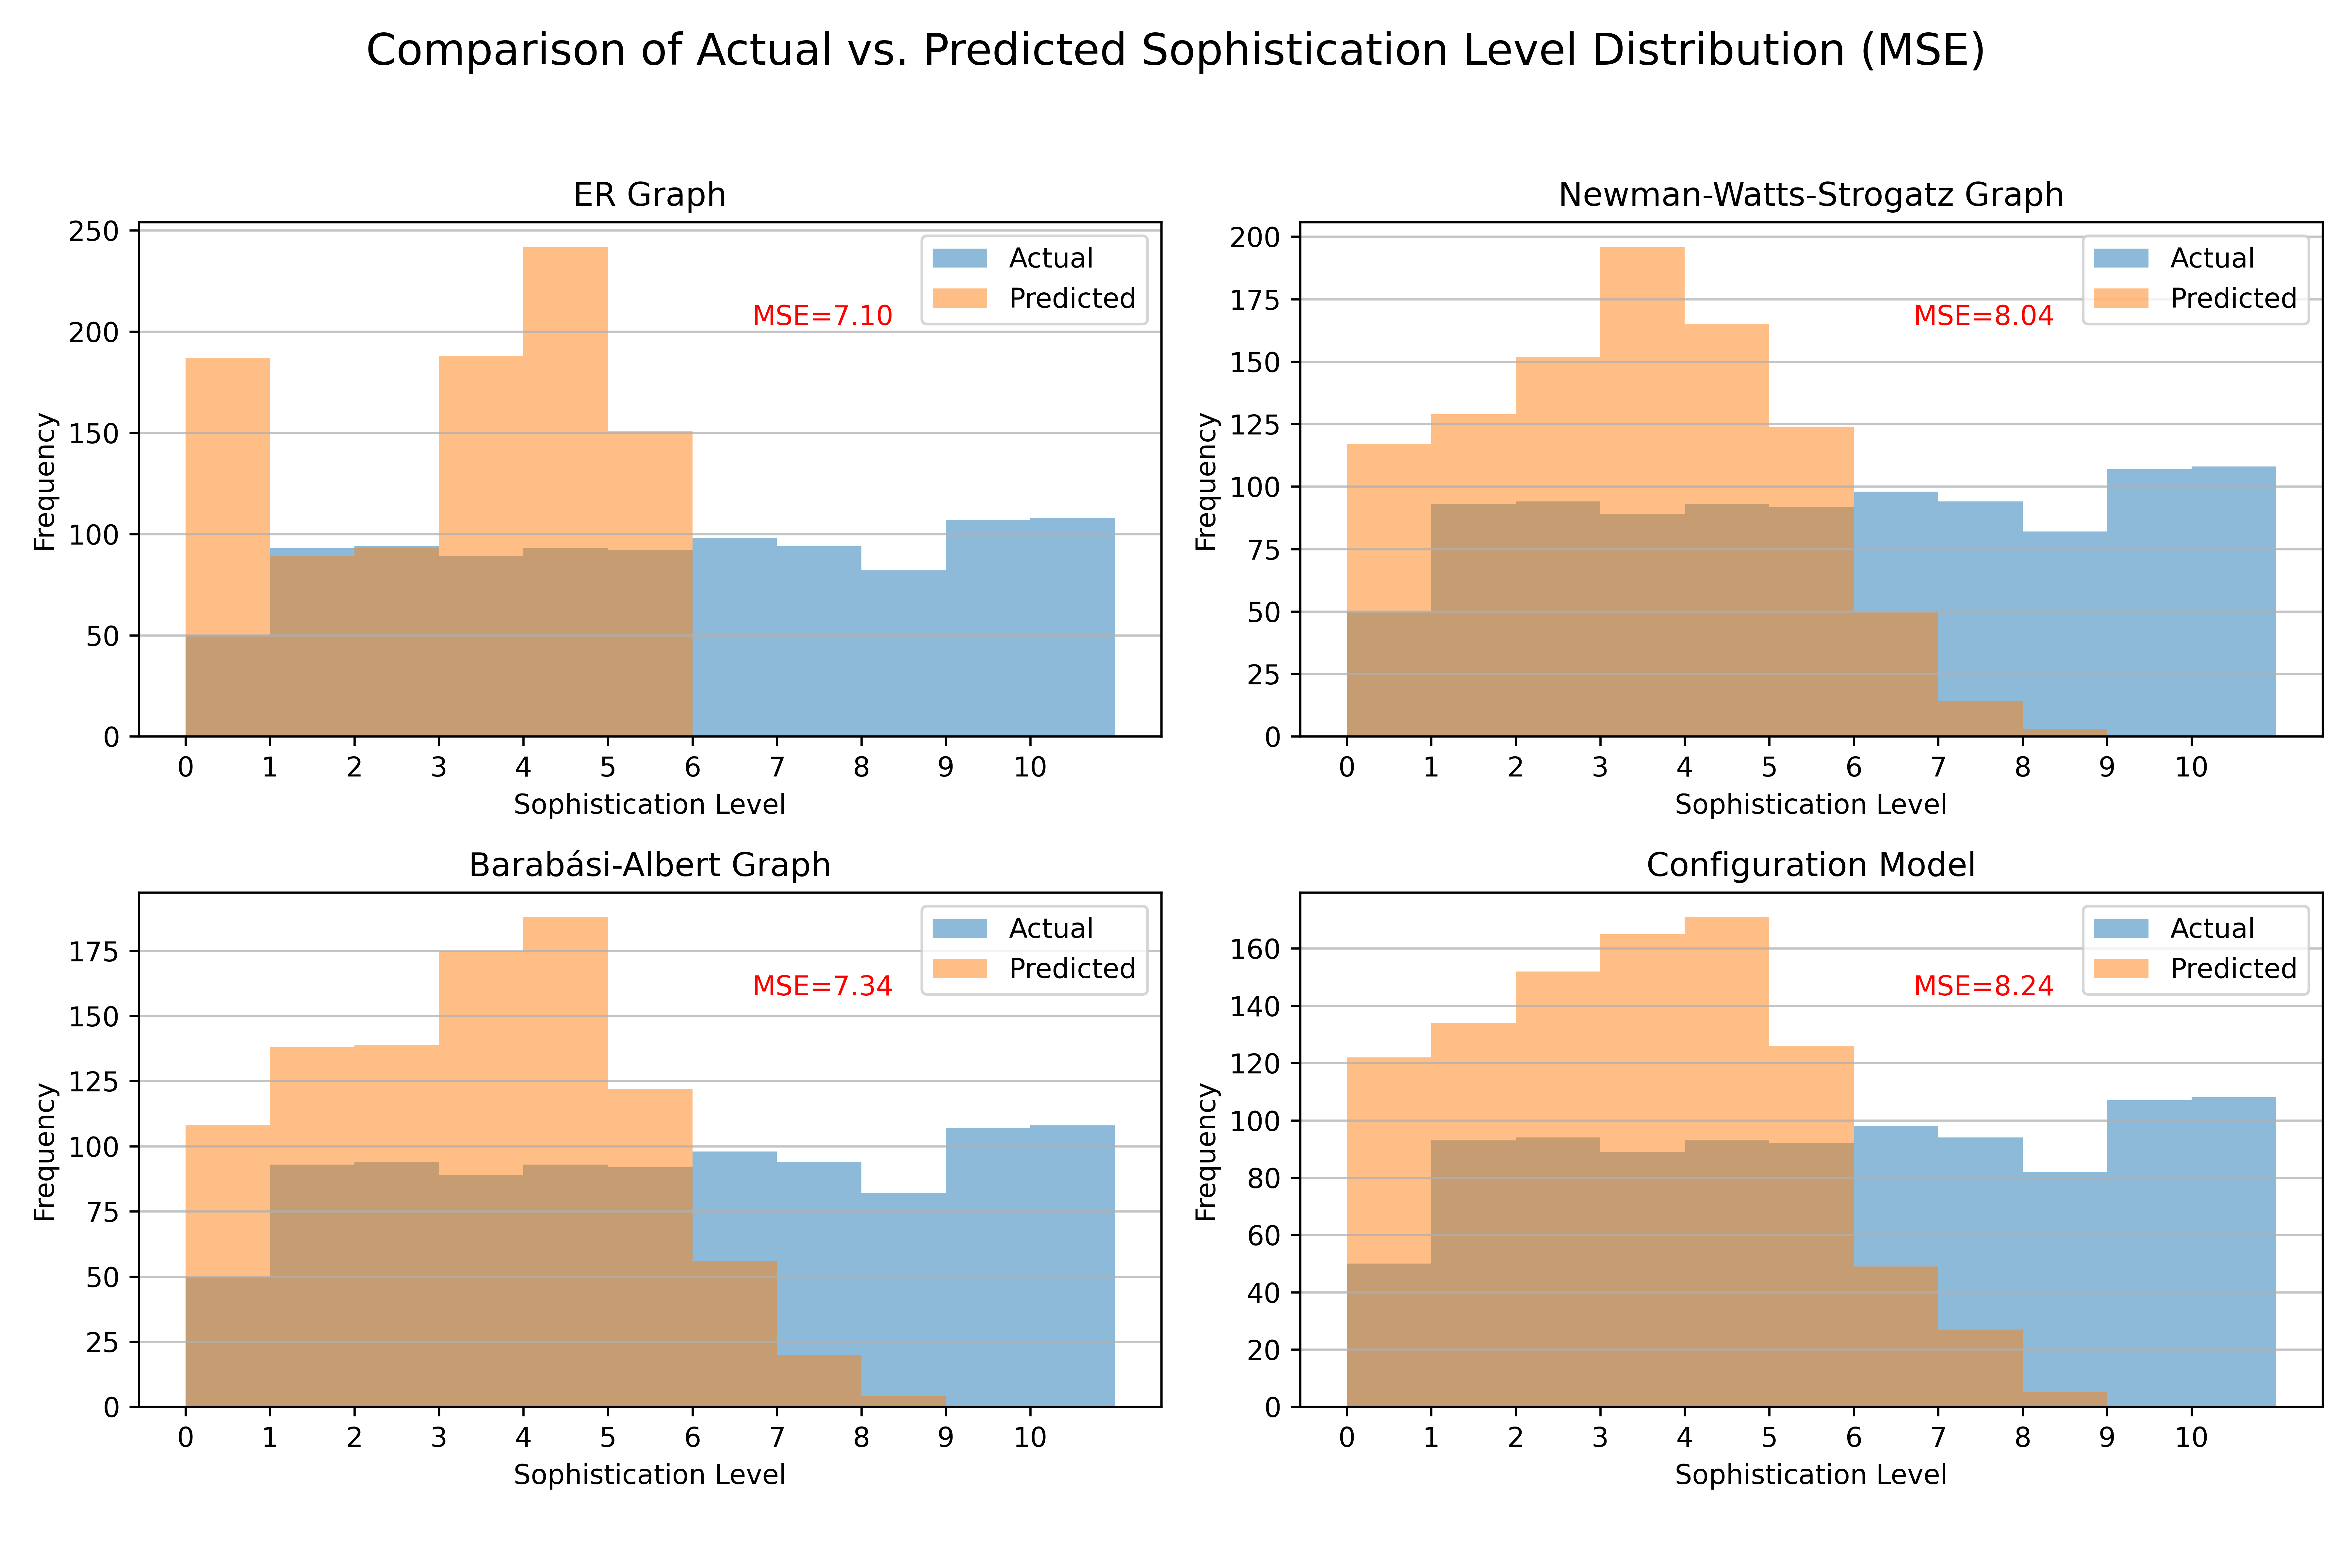 Comparison of Actual vs. Predicted Sophistication Level Distribution (MSE)
ER Graph
250
200
150
100
50
0
Frequency
MSE=7.10
Actual
Predicted
0 1 2 3 4 5 6 7 8 9 10
Sophistication Level
Newman-Watts-Strogatz Graph
200
175
150
125
100
75
50
25
0
Frequency
MSE=8.04
Actual
Predicted
0 1 2 3 4 5 6 7 8 9 10
Sophistication Level
Barabási-Albert Graph
175
150
125
100
75
50
25
0
Frequency
MSE=7.34
Actual
Predicted
0 1 2 3 4 5 6 7 8 9 10
Sophistication Level
Configuration Model
160
140
120
100
80
60
40
20
0
Frequency
MSE=8.24
Actual
Predicted
0 1 2 3 4 5 6 7 8 9 10
Sophistication Level